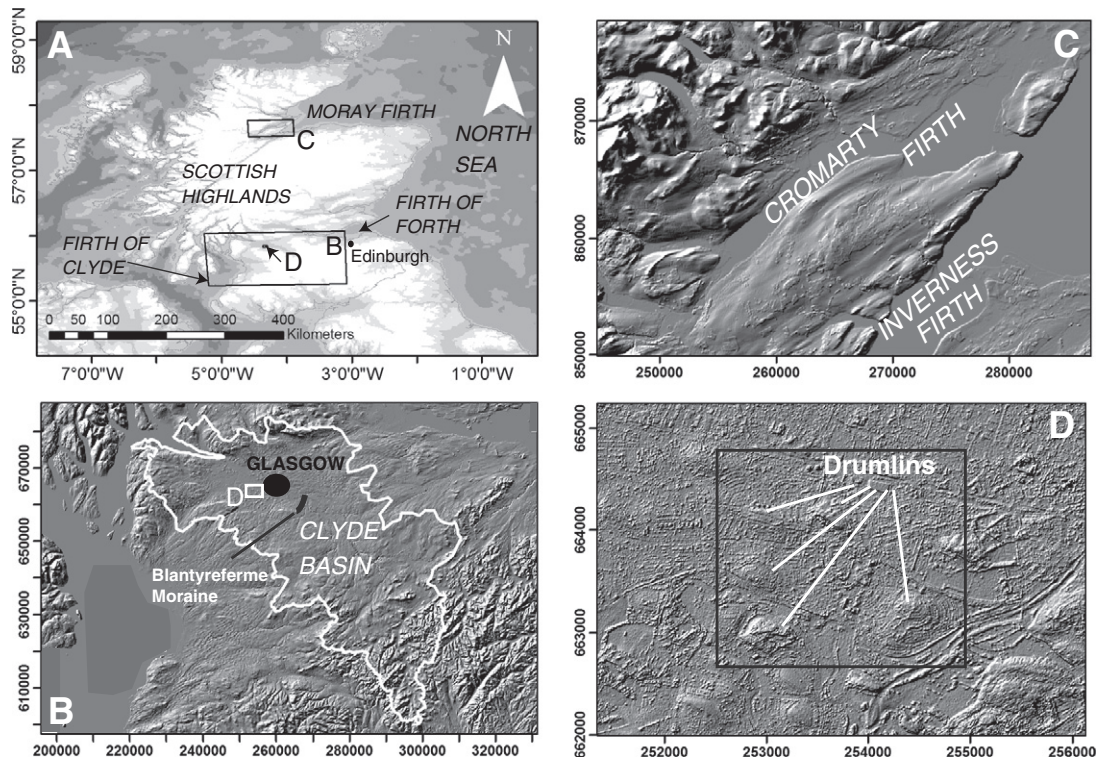 A
N
59°0'0"N
57°0'0"N
55°0'0"N
MORAY FIRTH
C
NORTH
SEA
SCOTTISH
HIGHLANDS
FIRTH OF
FORTH
FIRTH OF
CLYDE
B
D
Edinburgh
0 50 100 200 300 400
Kilometers
7°0'0"W 5°0'0"W 3°0'0"W 1°0'0"W
C
870000
860000
850000
CROMARTY FIRTH
INVERNESS
FIRTH
250000 260000 270000 280000
670000
650000
630000
610000
GLASGOW
D
CLYDE
BASIN
Blantyreferme
Moraine
B
200000 220000 240000 260000 280000 300000 320000
D
665000
664000
663000
662000
Drumlins
252000 253000 254000 255000 256000